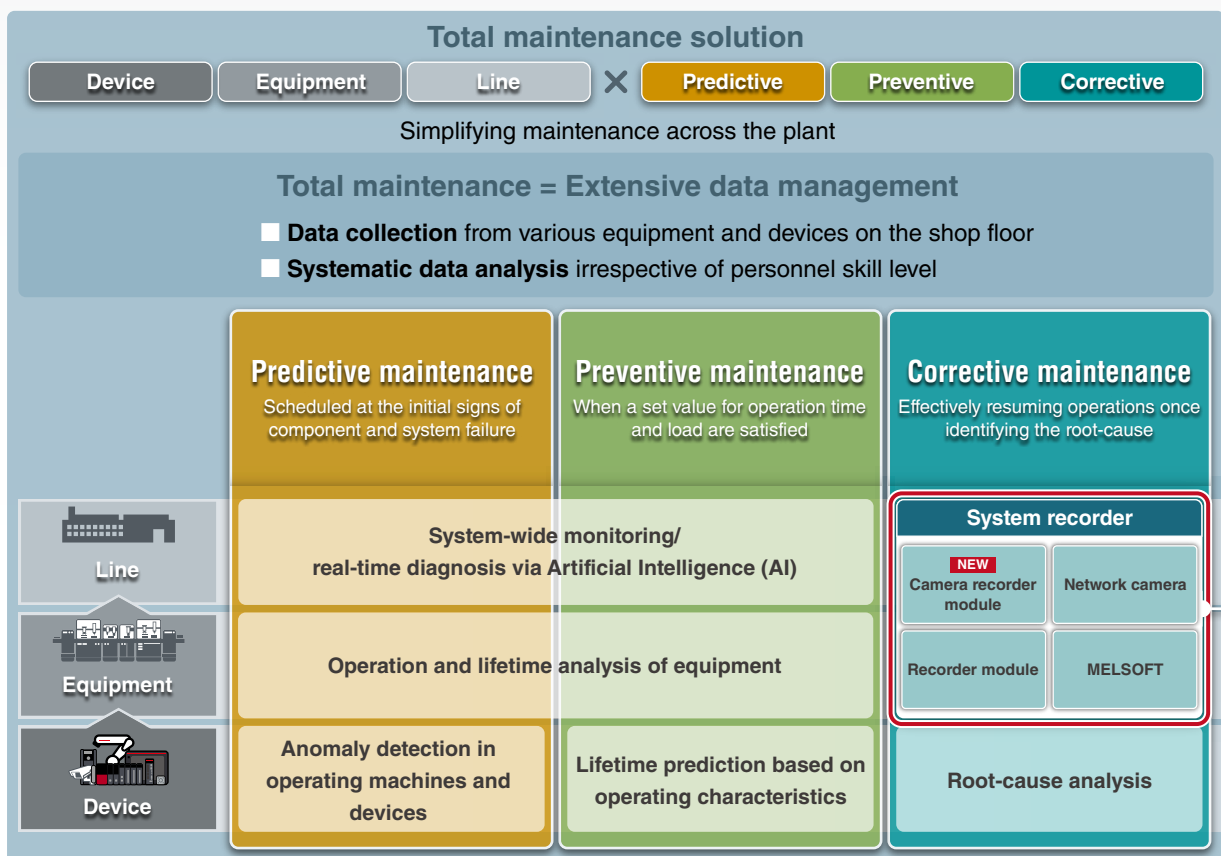 Total maintenance solution
Device
Equipment
Line
×
Predictive
Preventive
Corrective
Simplifying maintenance across the plant
Total maintenance = Extensive data management
Data collection from various equipment and devices on the shop floor
Systematic data analysis irrespective of personnel skill level
Predictive maintenance
Scheduled at the initial signs of
component and system failure
Preventive maintenance
When a set value for operation time
and load are satisfied
Corrective maintenance
Effectively resuming operations once
identifying the root-cause
Line
System-wide monitoring/
real-time diagnosis via Artificial Intelligence (AI)
System recorder
NEW
Camera recorder
module
Network camera
Recorder module
MELSOFT
Equipment
Operation and lifetime analysis of equipment
Device
Anomaly detection in
operating machines and
devices
Lifetime prediction based on
operating characteristics
Root-cause analysis